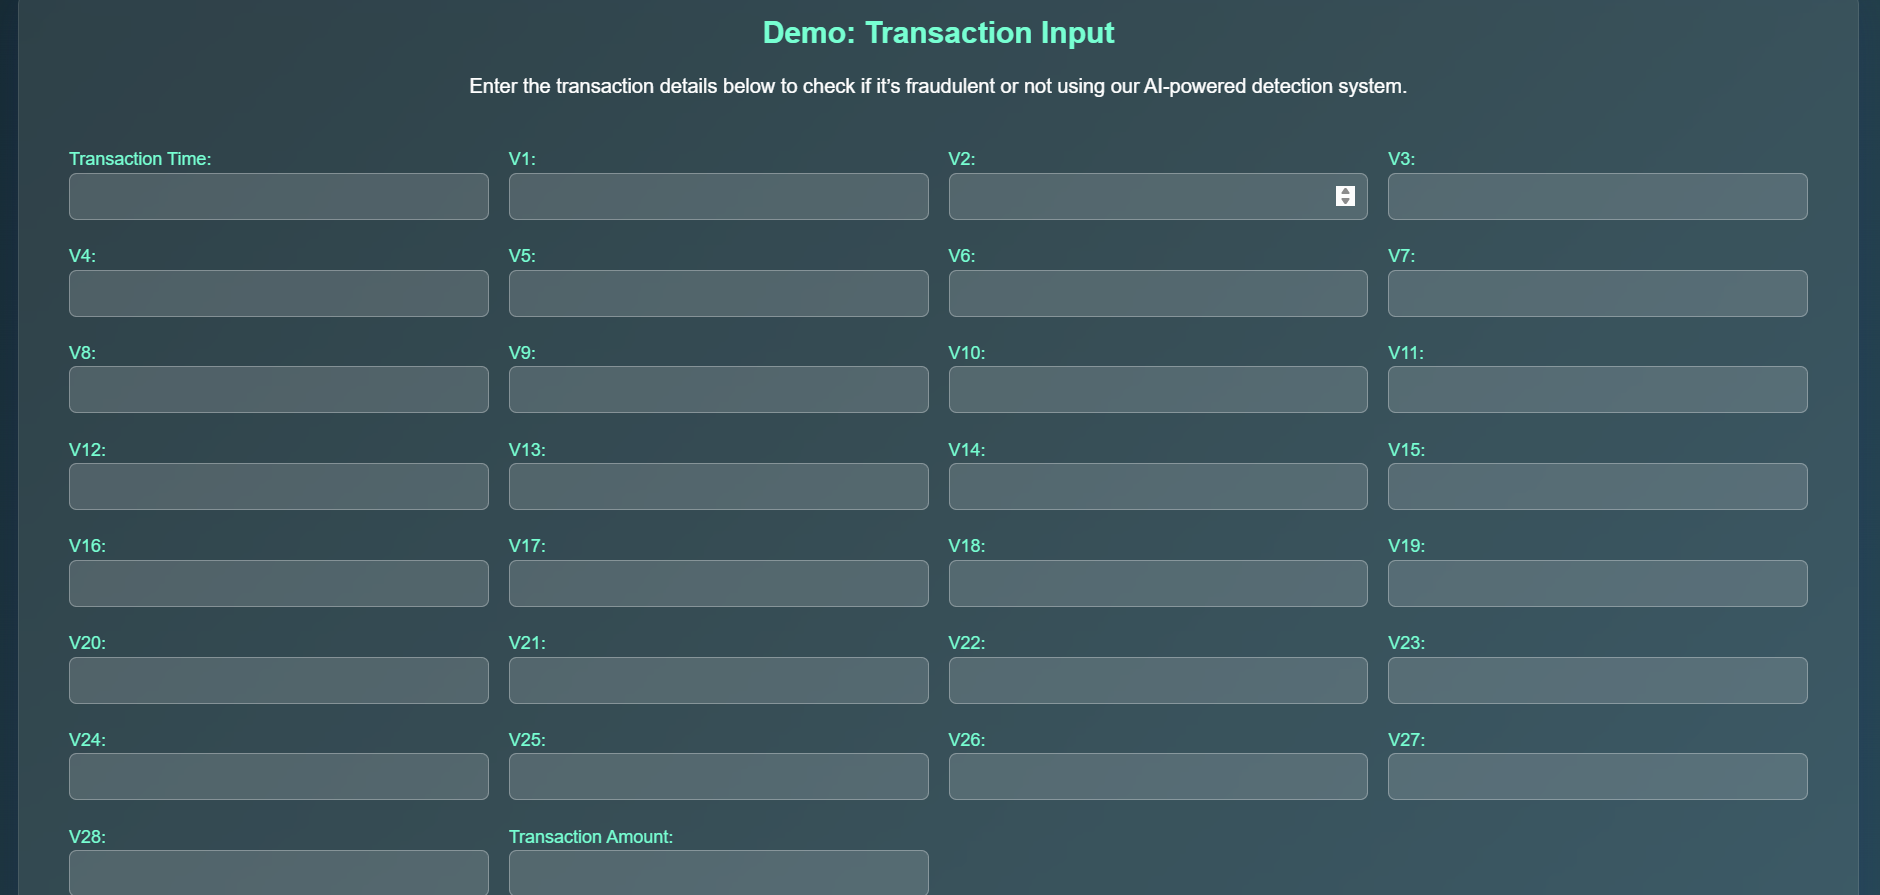 Demo: Transaction Input
Enter the transaction details below to check if it’s fraudulent or not using our AI-powered detection system.
Transaction Time:
V1:
V2:
V3:
V4:
V5:
V6:
V7:
V8:
V9:
V10:
V11:
V12:
V13:
V14:
V15:
V16:
V17:
V18:
V19:
V20:
V21:
V22:
V23:
V24:
V25:
V26:
V27:
V28:
Transaction Amount: